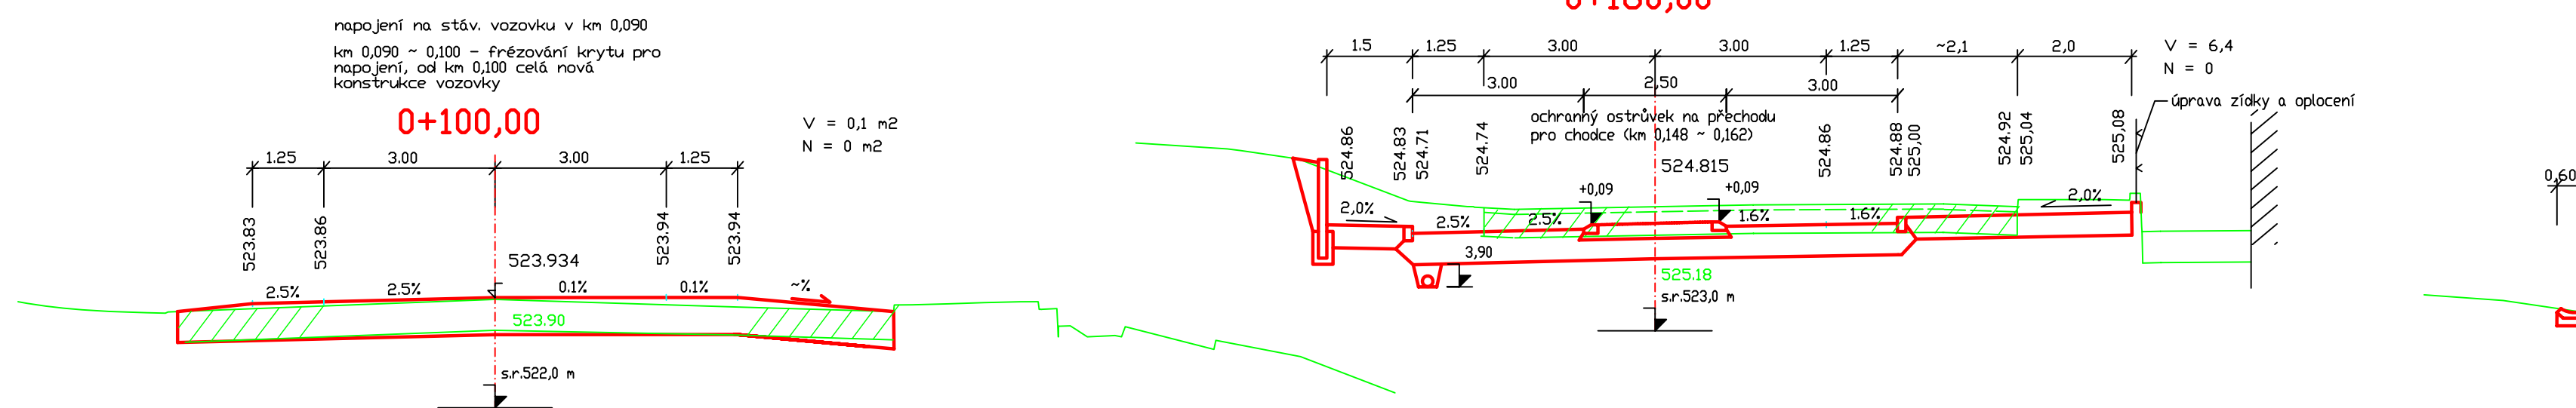 napojení na stáv. vozovku v km 0,090
km 0,090 ~ 0,100 - frézování krytu pro
napojení, od km 0,100 celá nová
konstrukce vozovky
0+100,00
V = 0,1 m2
N = 0 m2
1.25 3.00 3.00 1.25
523.83 523.86 523.94 523.94
523.934
2.5% 2.5% 0.1% 0.1% ~%
523.90
s.r.522,0 m
1.5 1.25 3.00 3.00 1.25 ~2,1 2,0
V = 6,4
N = 0
3.00 2,50 3.00
úprava zídky a oplocení
ochranný ostrůvek na přechodu
pro chodce (km 0,148 ~ 0,162)
524.86 524.83 524.71 524.74 524.86 524.88 525,00 524.92 525,04 525,08
524.815
+0,09 +0,09
2,0% 2.5% 2.5% 1.6% 1.6% 2,0%
3,90
525.18
s.r.523,0 m
0,60